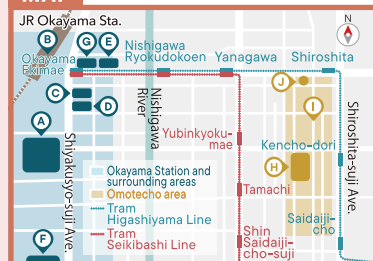 MAP
JR Okayama Sta.
N
B
G
E
Nishigawa
Ryokudokoen
Yanagawa
Shiroshita
Okayama
Ekimae
C
D
J
I
A
Nishigawa
River
Yubinkyoku-
mae
Kencho-dori
Shiroshita-suji Ave.
H
Shiyakusyo-suji Ave.
Okayama Station and
surrounding areas
Omotecho area
Tram
Higashiyama Line
Tram
Seikibashi Line
Tamachi
Saidaiji-
cho
Shin
Saidaiji-
cho-suji
F